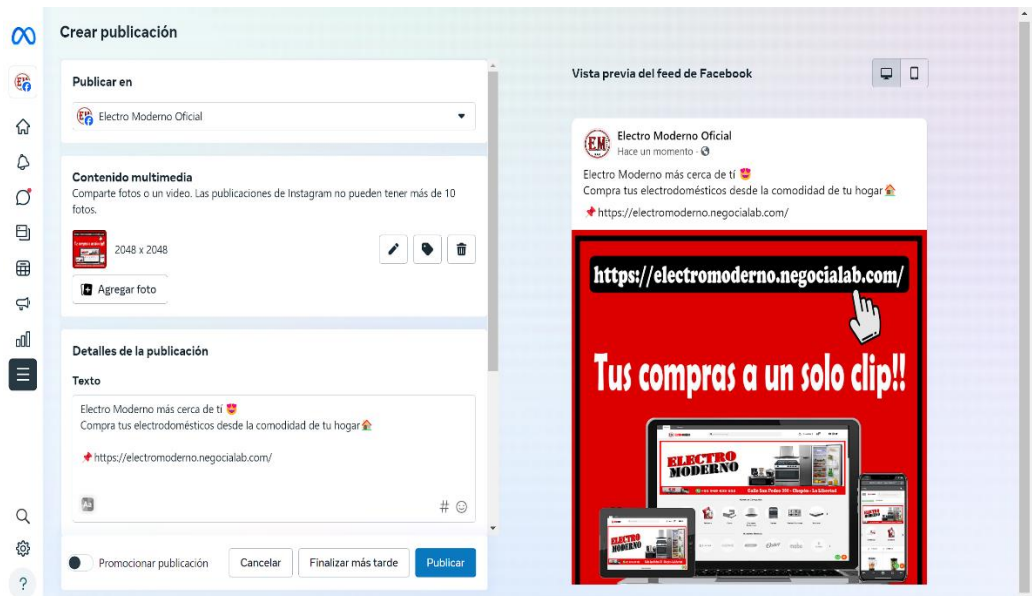 Crear publicación
Publicar en
Electro Moderno Oficial
Contenido multimedia
Comparte fotos o un video. Las publicaciones de Instagram no pueden tener más de 10
fotos.
2048 x 2048
Agregar foto
Detalles de la publicación
Texto
Electro Moderno más cerca de tí 😍
Compra tus electrodomésticos desde la comodidad de tu hogar🏠
📌https://electromoderno.negocialab.com/
Aa
#
Promocionar publicación
Cancelar
Finalizar más tarde
Publicar
?
Vista previa del feed de Facebook
EM
Electro Moderno Oficial
Hace un momento ·
Electro Moderno más cerca de tí 😍
Compra tus electrodomésticos desde la comodidad de tu hogar🏠
📌https://electromoderno.negocialab.com/
https://electromoderno.negocialab.com/
Tus compras a un solo clip!!
ELECTRO
MODERNO
ELECTRO
MODERNO